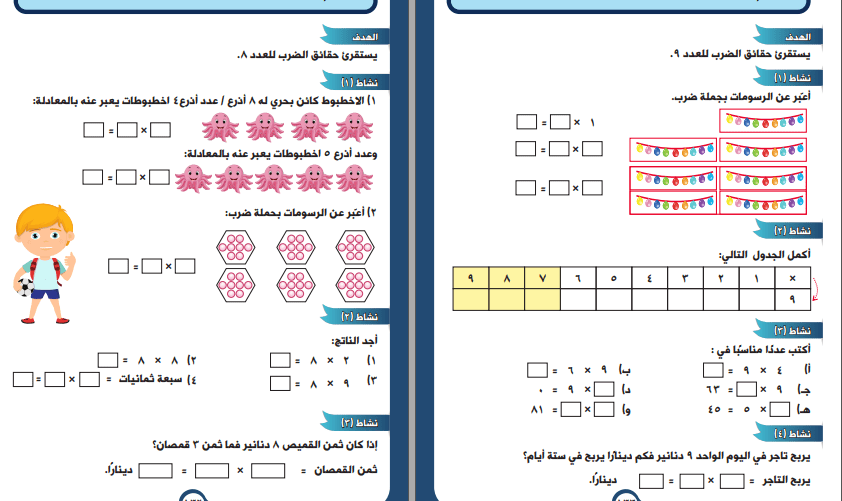 الهدف
يستقرئ حقائق الضرب للعدد ٩.
نشاط (١)
أعبّر عن الرسومات بجملة ضرب.
١ × □ = □
□ × □ = □
□ × □ = □
نشاط (٢)
أكمل الجدول التالي:
× ١ ٢ ٣ ٤ ٥ ٦ ٧ ٨ ٩
٩
نشاط (٣)
أكتب عددًا مناسبًا في :
أ) ٤ × ٩ = □
ب) ٩ × ٦ = □
جـ) ٩ × □ = ٦٣
د) □ × ٩ = ٠
هـ) □ × ٥ = ٤٥
و) □ × □ = ٨١
نشاط (٤)
يربح تاجر في اليوم الواحد ٩ دنانير فكم دينارًا يربح في ستة أيام؟
يربح التاجر = □ × □ = □ دينارًا.
الهدف
يستقرئ حقائق الضرب للعدد ٨.
نشاط (١)
١) الاخطبوط كائن بحري له ٨ أذرع / عدد أذرع ٤ اخطبوطات يعبر عنه بالمعادلة:
□ × □ = □
وعدد أذرع ٥ اخطبوطات يعبر عنه بالمعادلة:
□ × □ = □
٢) أعبّر عن الرسومات بحملة ضرب:
□ × □ = □
نشاط (٢)
أجد الناتج:
١) ٢ × ٨ = □
٢) ٨ × ٨ = □
٣) ٩ × ٨ = □
٤) سبعة ثمانيات = □ × □ = □
نشاط (٣)
إذا كان ثمن القميص ٨ دنانير فما ثمن ٣ قمصان؟
ثمن القمصان = □ × □ = □ دينارًا.